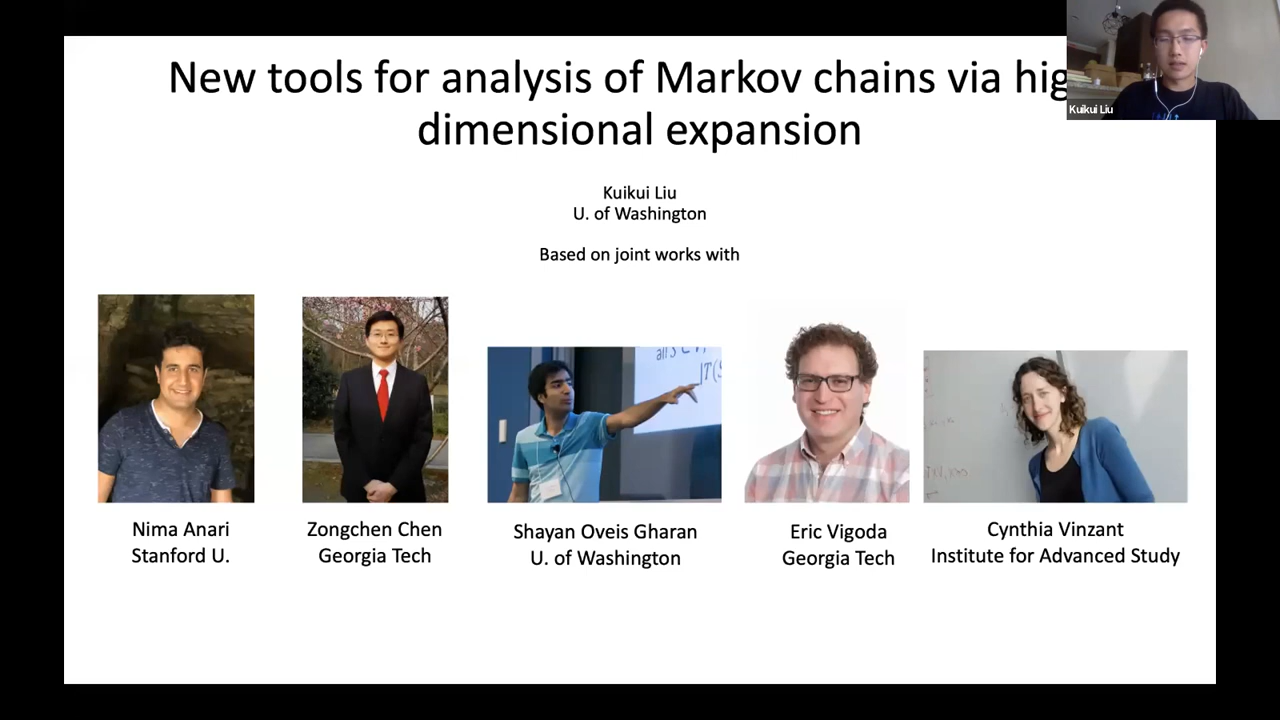 New tools for analysis of Markov chains via hig
dimensional expansion
Kuikui Liu
Kuikui Liu
U. of Washington
Based on joint works with
Nima Anari
Stanford U.
Zongchen Chen
Georgia Tech
Shayan Oveis Gharan
U. of Washington
Eric Vigoda
Georgia Tech
Cynthia Vinzant
Institute for Advanced Study